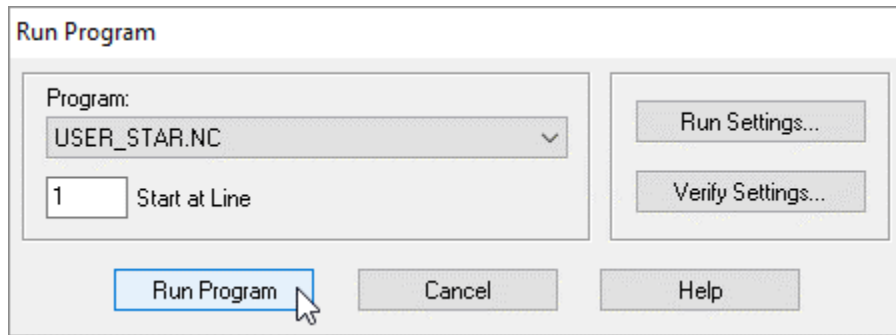 Run Program
Program:
USER_STAR.NC
1 Start at Line
Run Settings...
Verify Settings...
Run Program Cancel Help